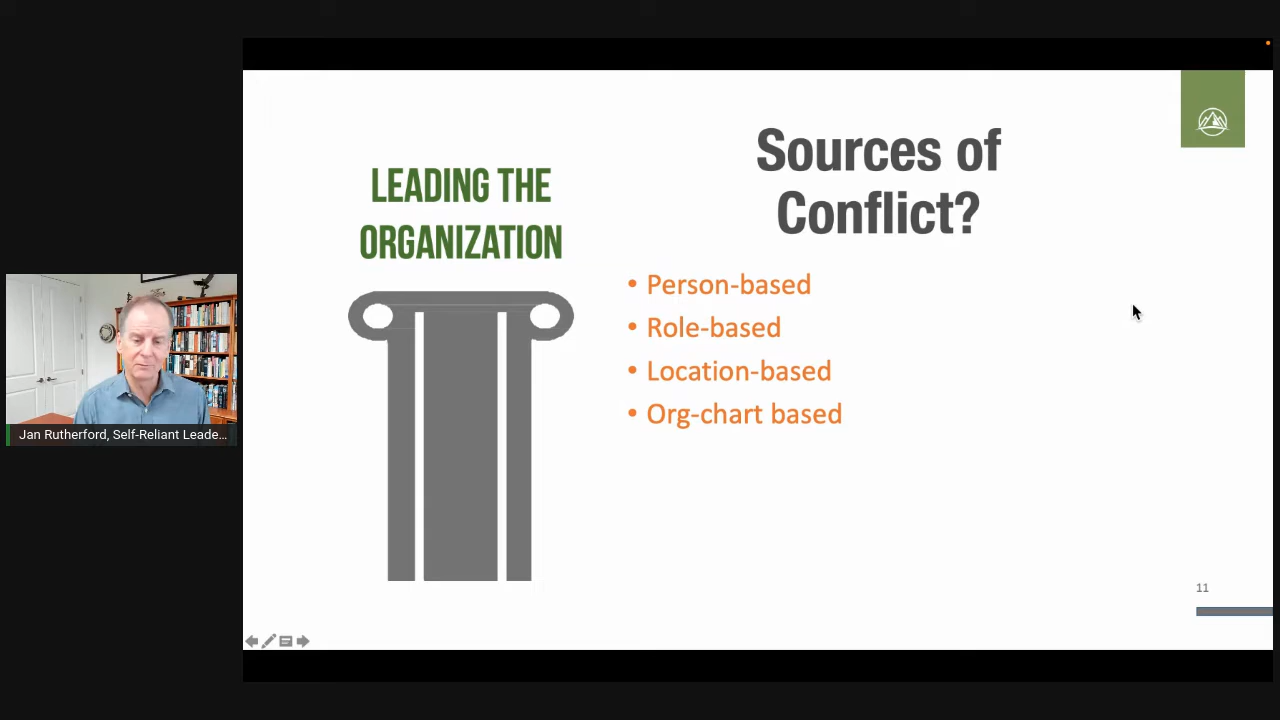 LEADING THE
ORGANIZATION
Sources of
Conflict?
• Person-based
• Role-based
• Location-based
• Org-chart based
Jan Rutherford, Self-Reliant Leade...
11